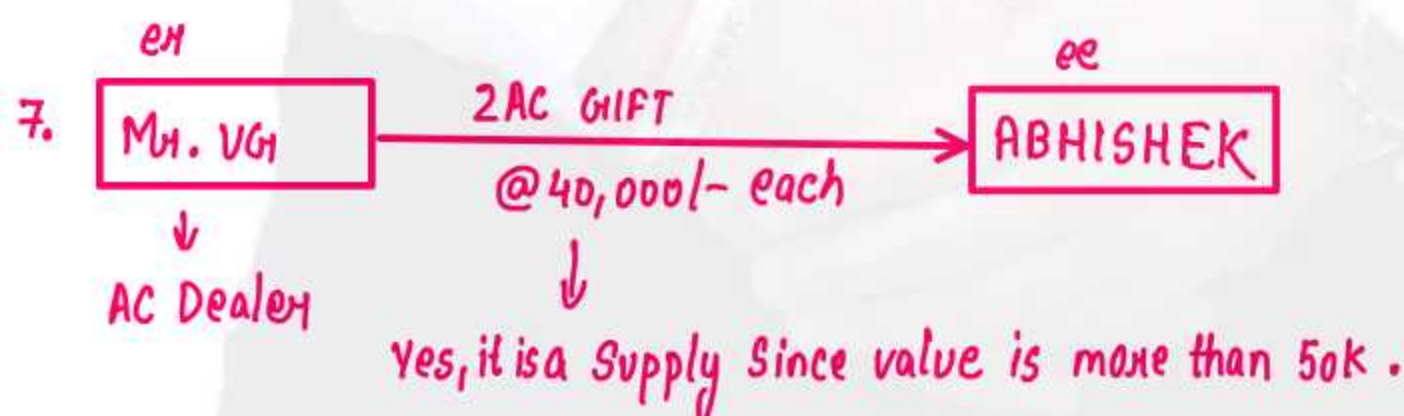 er ee
7. Mr. VG 2AC GIFT ABHISHEK
@40,000/- each
AC Dealer
Yes, it is a Supply Since value is more than 50k.